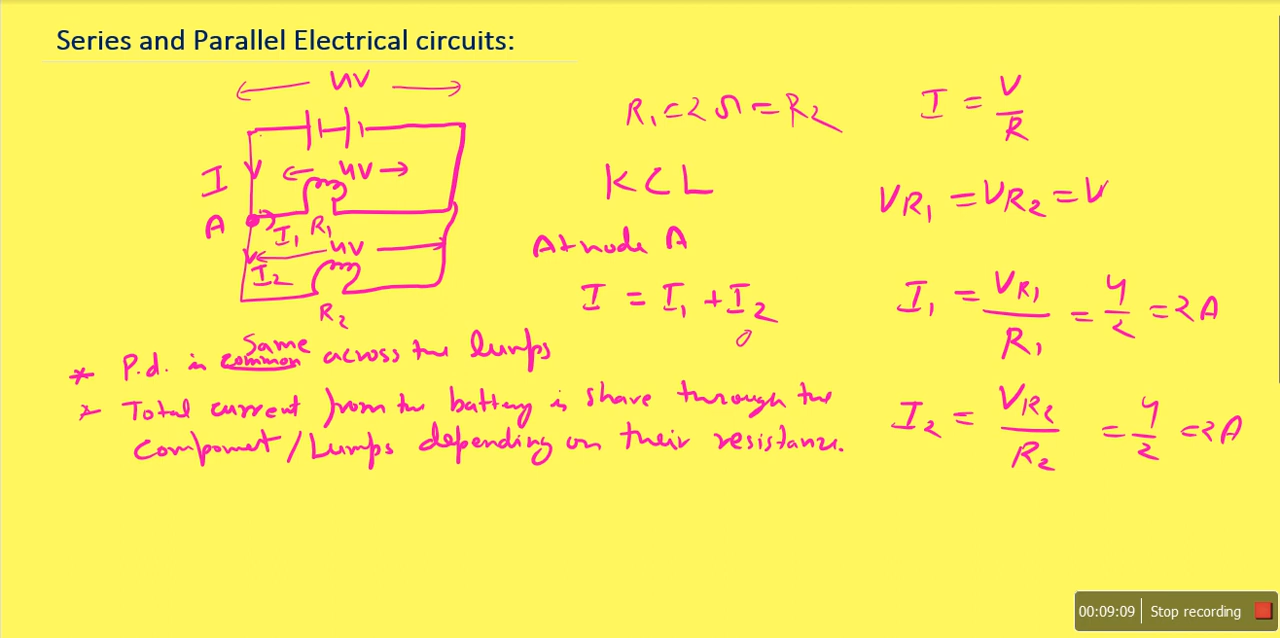 Series and Parallel Electrical circuits:
4V
I
4V
A
I₁ R₁
4V
I₂
R₂
R₁ = 2 Ω = R₂
KCL
At node A
I = I₁ + I₂
I = V/R
VR₁ = VR₂ = V
I₁ = VR₁/R₁ = 4/2 = 2A
I₂ = VR₂/R₂ = 4/2 = 2A
Same
* P.d. is common across the lumps
* Total current from the battery is share through the
Component/Lumps depending on their resistance.
00:09:09 Stop recording